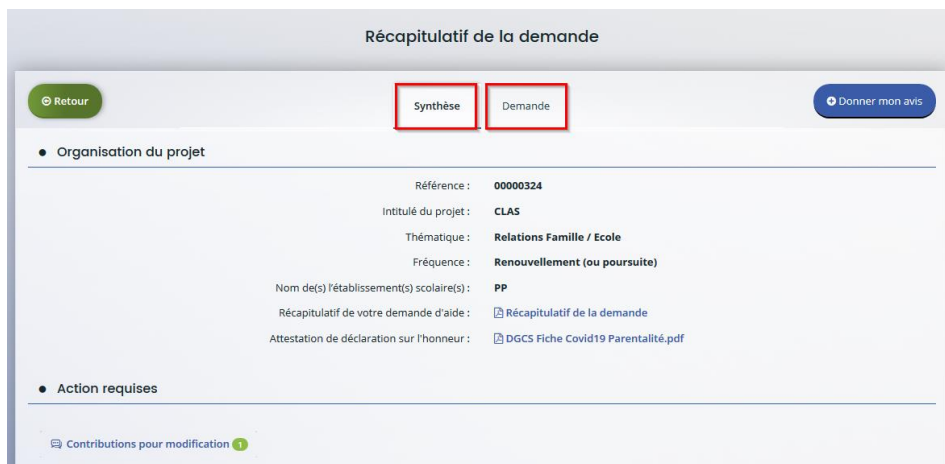 Récapitulatif de la demande
Retour
Synthèse
Demande
Donner mon avis
Organisation du projet
Référence : 00000324
Intitulé du projet : CLAS
Thématique : Relations Famille / Ecole
Fréquence : Renouvellement (ou poursuite)
Nom de(s) l'établissement(s) scolaire(s) : PP
Récapitulatif de votre demande d'aide : Récapitulatif de la demande
Attestation de déclaration sur l'honneur : DGCS Fiche Covid19 Parentalité.pdf
Action requises
Contributions pour modification 1